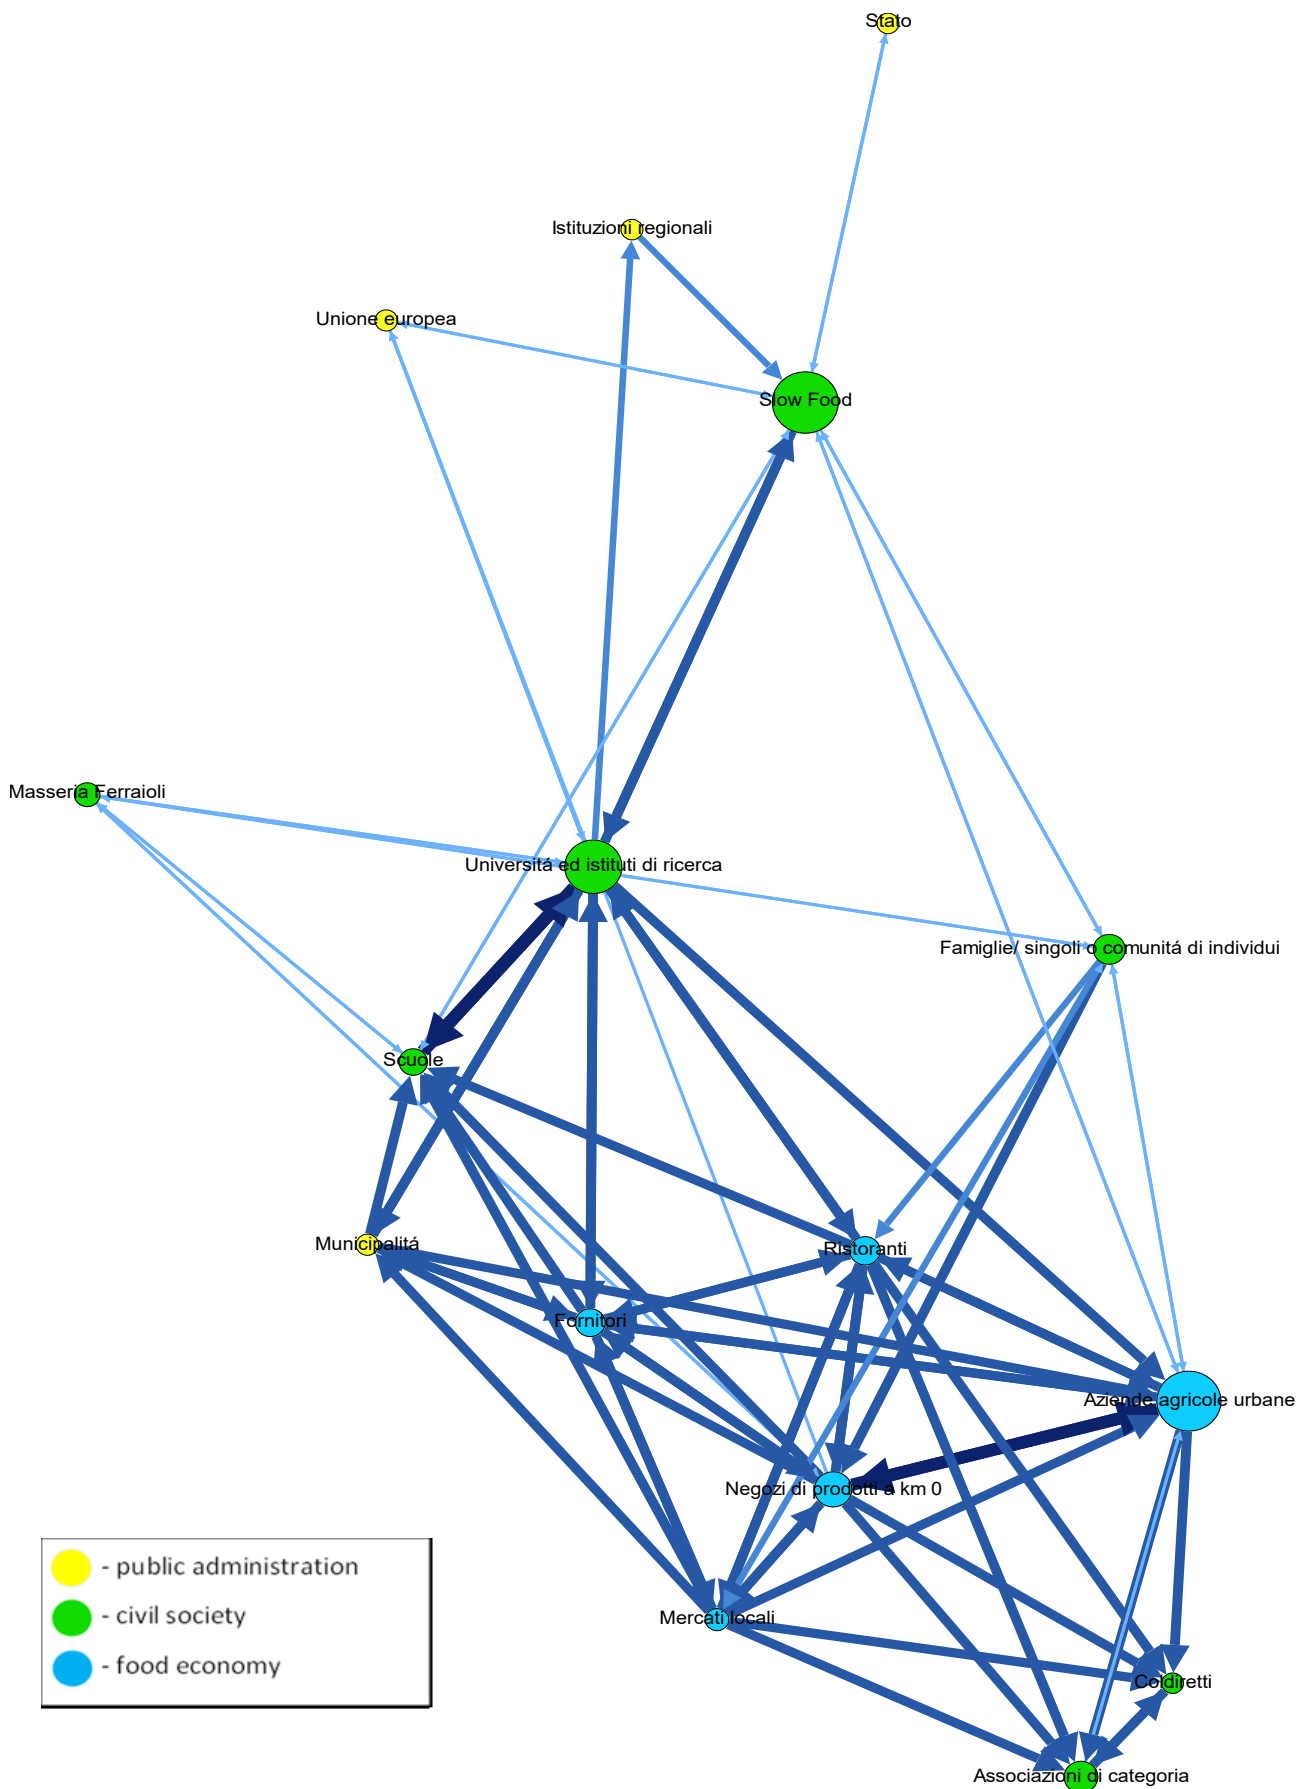 Stato
Istituzioni regionali
Unione europea
Slow Food
Masseria Ferraioli
Universitá ed istituti di ricerca
Famiglie/ singoli o comunitá di individui
Scuole
Municipalitá
Ristoranti
Fornitori
Aziende agricole urbane
Negozi di prodotti a km 0
Mercati locali
Coldiretti
Associazioni di categoria
- public administration
- civil society
- food economy